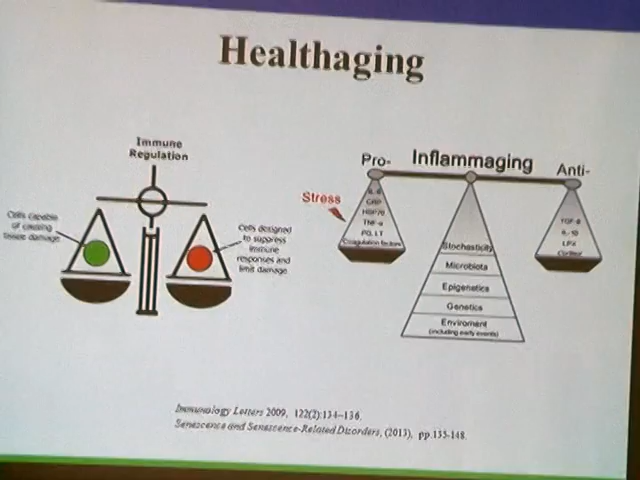 Healthaging
Immune
Regulation
Cells capable
of causing
tissue damage
Cells designed
to suppress
immune
responses and
limit damage
Pro-
Inflammaging
Anti-
Stress
IL-6
CRP
HSP70
TNF-α
PG, LT
Coagulation factors
TGF-β
IL-10
LPX
Cortisol
Stochasticity
Microbiota
Epigenetics
Genetics
Enviroment
(including early events)
Immunology Letters 2009, 122(2):134–136.
Senescence and Senescence-Related Disorders, (2013), pp.135-148.